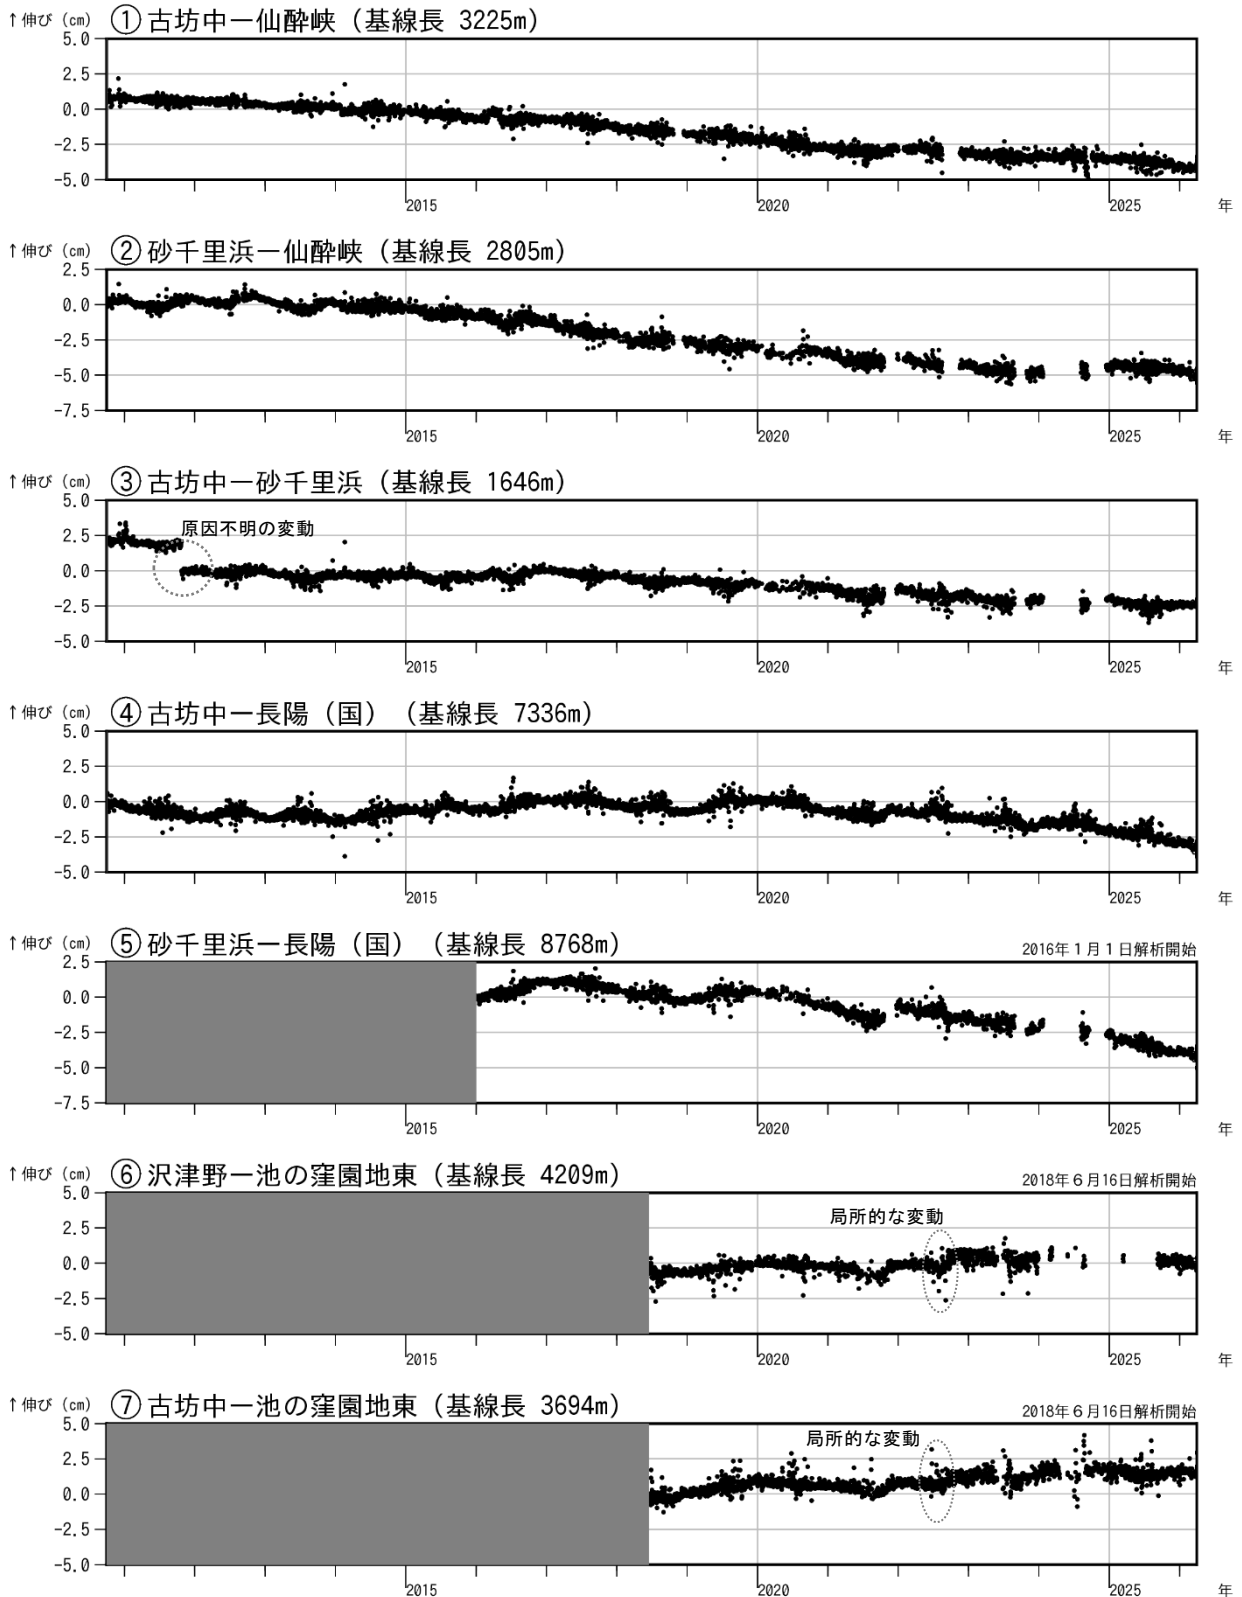 ↑伸び（cm） ①古坊中ー仙酔峡（基線長 3225m）
5.0
2.5
0.0
-2.5
-5.0
2015 2020 2025 年
↑伸び（cm） ②砂千里浜ー仙酔峡（基線長 2805m）
2.5
0.0
-2.5
-5.0
-7.5
2015 2020 2025 年
↑伸び（cm） ③古坊中ー砂千里浜（基線長 1646m）
5.0
原因不明の変動
2.5
0.0
-2.5
-5.0
2015 2020 2025 年
↑伸び（cm） ④古坊中ー長陽（国）（基線長 7336m）
5.0
2.5
0.0
-2.5
-5.0
2015 2020 2025 年
↑伸び（cm） ⑤砂千里浜ー長陽（国）（基線長 8768m） 2016年１月１日解析開始
2.5
0.0
-2.5
-5.0
-7.5
2015 2020 2025 年
↑伸び（cm） ⑥沢津野ー池の窪園地東（基線長 4209m） 2018年６月16日解析開始
5.0
局所的な変動
2.5
0.0
-2.5
-5.0
2015 2020 2025 年
↑伸び（cm） ⑦古坊中ー池の窪園地東（基線長 3694m） 2018年６月16日解析開始
5.0
局所的な変動
2.5
0.0
-2.5
-5.0
2015 2020 2025 年